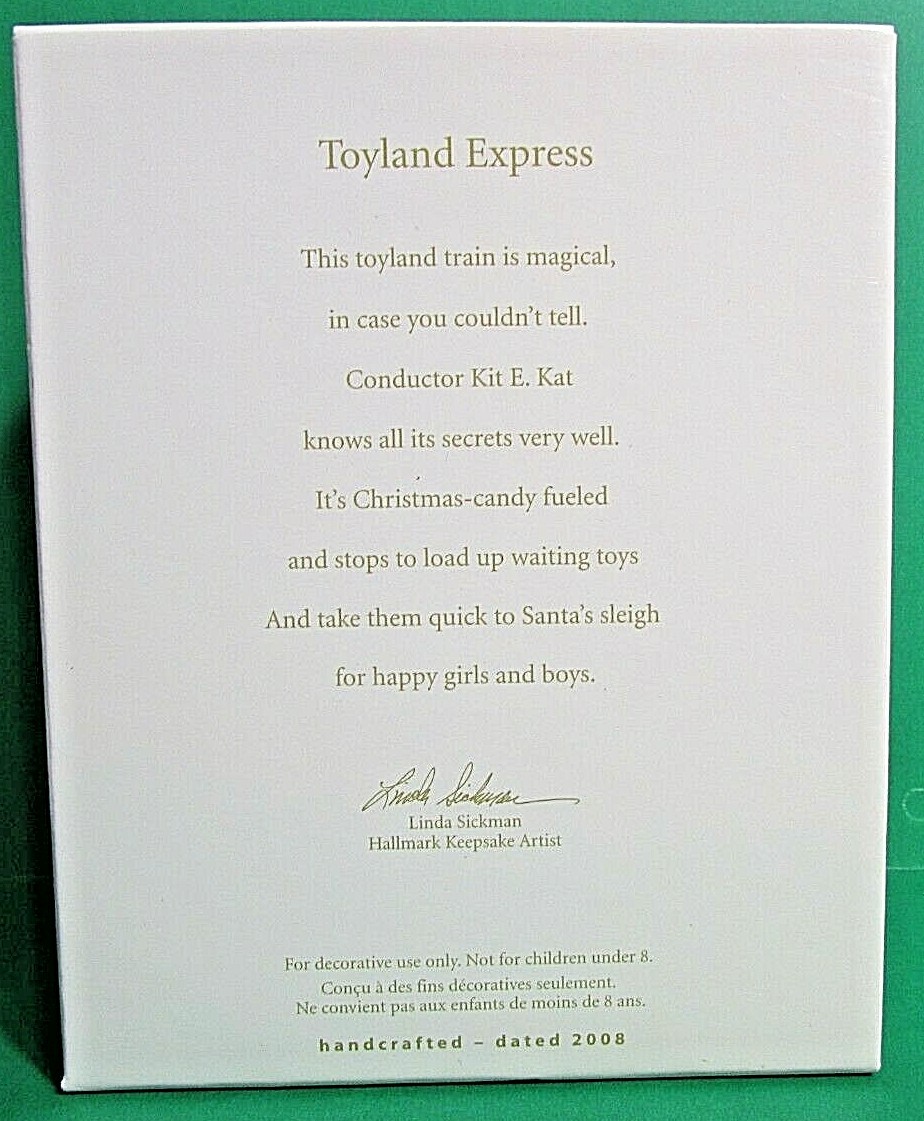 Toyland Express
This toyland train is magical,
in case you couldn't tell.
Conductor Kit E. Kat
knows all its secrets very well.
It's Christmas-candy fueled
and stops to load up waiting toys
And take them quick to Santa's sleigh
for happy girls and boys.
Linda Sickman
Linda Sickman
Hallmark Keepsake Artist
For decorative use only. Not for children under 8.
Conçu à des fins décoratives seulement.
Ne convient pas aux enfants de moins de 8 ans.
handcrafted – dated 2008